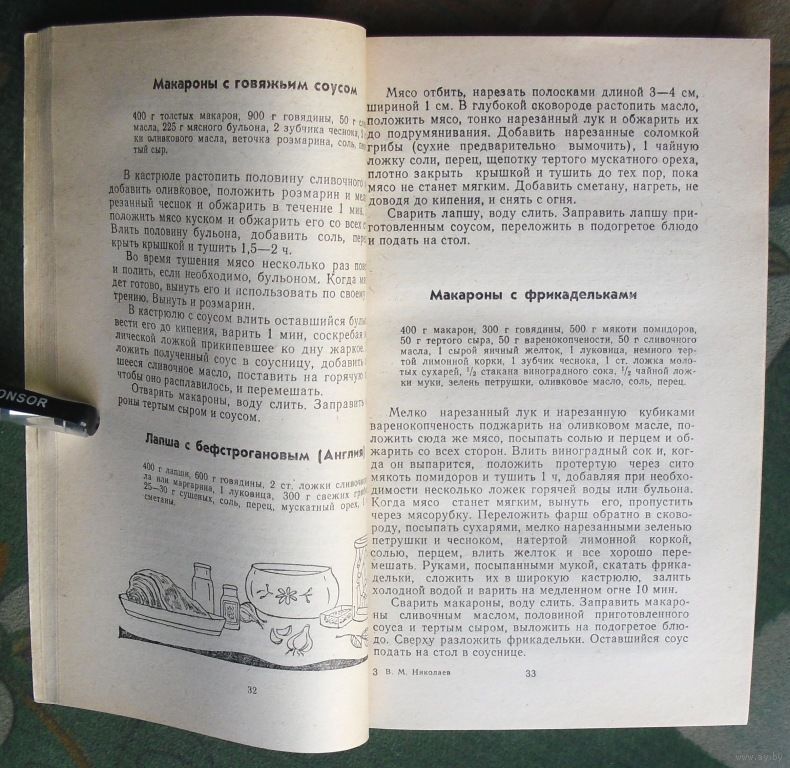 Макароны с говяжьим соусом
400 г толстых макарон, 900 г говядины, 50 г
масла, 225 г мясного бульона, 2 зубчика чеснока,
ки оливкового масла, веточка розмарина, соль,
тый сыр.
В кастрюле растопить половину сливочного
добавить оливковое, положить розмарин и
резанный чеснок и обжарить в течение 1 мин,
положить мясо куском и обжарить его со всех
Влить половину бульона, добавить соль,
крыть крышкой и тушить 1,5—2 ч.
Во время тушения мясо несколько раз
и полить, если необходимо, бульоном. Когда
дет готово, вынуть его и использовать по своему
трению. Вынуть и розмарин.
В кастрюлю с соусом влить оставшийся
вести его до кипения, варить 1 мин, соскребая
лической ложкой прикипевшее ко дну жаркое.
ложить полученный соус в соусницу, добавить
шееся сливочное масло, поставить на горячую
чтобы оно расплавилось, и перемешать.
Отварить макароны, воду слить. Заправить
роны тертым сыром и соусом.
Лапша с бефстрогановым (Англия)
400 г лапши, 600 г говядины, 2 ст. ложки сливочного
ла или маргарина, 1 луковица, 300 г свежих
25—30 г сушеных, соль, перец, мускатный орех,
сметаны.
32
Мясо отбить, нарезать полосками длиной 3—4 см,
шириной 1 см. В глубокой сковороде растопить масло,
положить мясо, тонко нарезанный лук и обжарить их
до подрумянивания. Добавить нарезанные соломкой
грибы (сухие предварительно вымочить), 1 чайную
ложку соли, перец, щепотку тертого мускатного ореха,
плотно закрыть крышкой и тушить до тех пор, пока
мясо не станет мягким. Добавить сметану, нагреть, не
доводя до кипения, и снять с огня.
Сварить лапшу, воду слить. Заправить лапшу при-
готовленным соусом, переложить в подогретое блюдо
и подать на стол.
Макароны с фрикадельками
400 г макарон, 300 г говядины, 500 г мякоти помидоров,
50 г тертого сыра, 50 г варенокопчености, 50 г сливочного
масла, 1 сырой яичный желток, 1 луковица, немного тер-
той лимонной корки, 1 зубчик чеснока, 1 ст. ложка моло-
тых сухарей, 1/3 стакана виноградного сока, 1/2 чайной лож-
ки муки, зелень петрушки, оливковое масло, соль, перец.
Мелко нарезанный лук и нарезанную кубиками
варенокопченость поджарить на оливковом масле, по-
ложить сюда же мясо, посыпать солью и перцем и об-
жарить со всех сторон. Влить виноградный сок и, ког-
да он выпарится, положить протертую через сито
мякоть помидоров и тушить 1 ч, добавляя при необхо-
димости несколько ложек горячей воды или бульона.
Когда мясо станет мягким, вынуть его, пропустить
через мясорубку. Переложить фарш обратно в сково-
роду, посыпать сухарями, мелко нарезанными зеленью
петрушки и чесноком, натертой лимонной коркой,
солью, перцем, влить желток и все хорошо пере-
мешать. Руками, посыпанными мукой, скатать фрика-
дельки, сложить их в широкую кастрюлю, залить
холодной водой и варить на медленном огне 10 мин.
Сварить макароны, воду слить. Заправить макаро-
ны сливочным маслом, половиной приготовленного
соуса и тертым сыром, выложить на подогретое блю-
до. Сверху разложить фрикадельки. Оставшийся соус
подать на стол в соуснице.
3 В. М. Николаев 33
ONSOR
www.ay.by